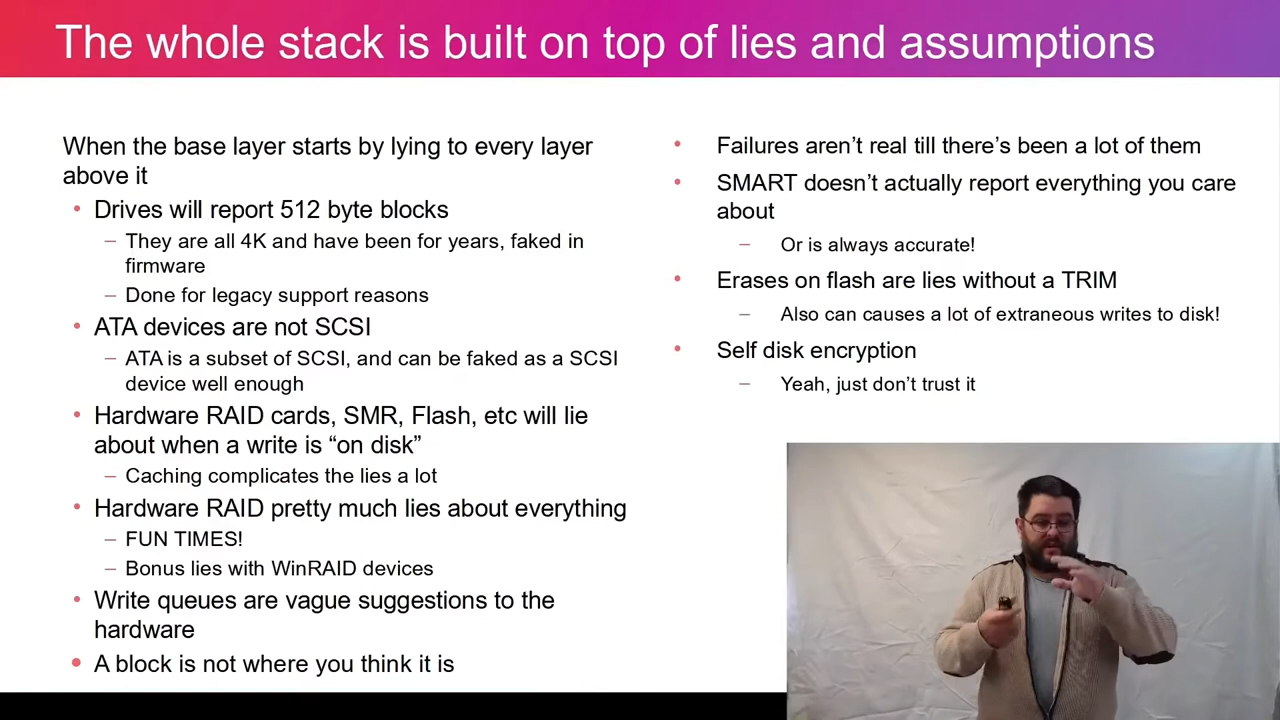 The whole stack is built on top of lies and assumptions
When the base layer starts by lying to every layer
above it
• Drives will report 512 byte blocks
– They are all 4K and have been for years, faked in
firmware
– Done for legacy support reasons
• ATA devices are not SCSI
– ATA is a subset of SCSI, and can be faked as a SCSI
device well enough
• Hardware RAID cards, SMR, Flash, etc will lie
about when a write is “on disk”
– Caching complicates the lies a lot
• Hardware RAID pretty much lies about everything
– FUN TIMES!
– Bonus lies with WinRAID devices
• Write queues are vague suggestions to the
hardware
• A block is not where you think it is
• Failures aren’t real till there’s been a lot of them
• SMART doesn’t actually report everything you care
about
– Or is always accurate!
• Erases on flash are lies without a TRIM
– Also can causes a lot of extraneous writes to disk!
• Self disk encryption
– Yeah, just don’t trust it